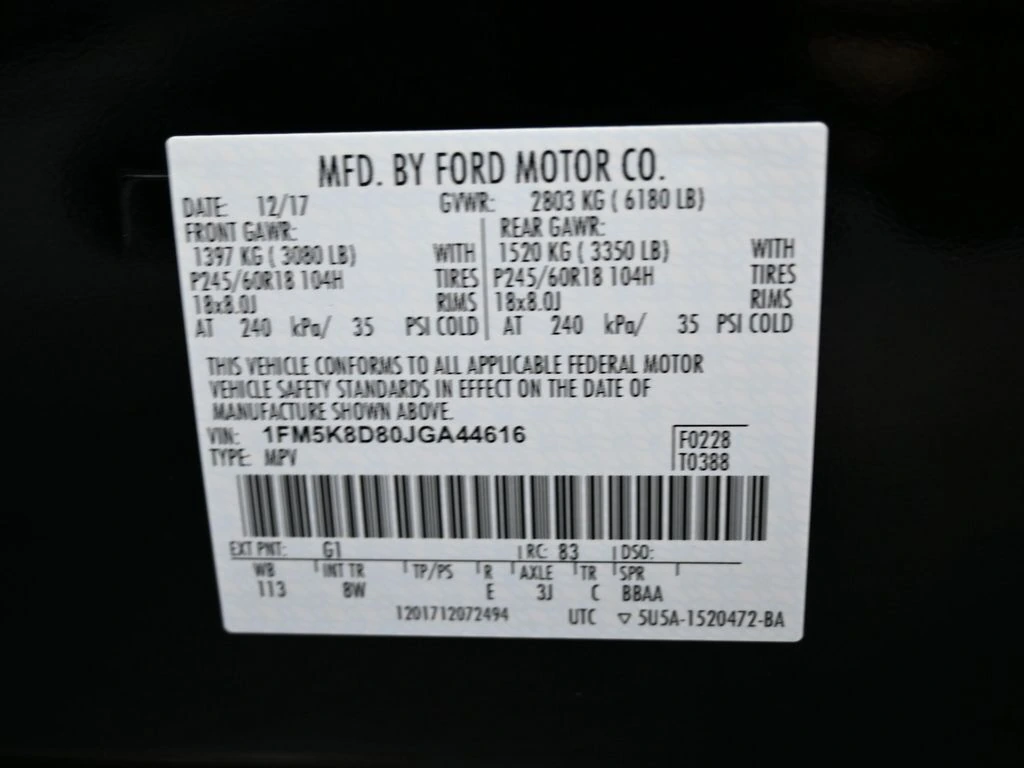 MFD. BY FORD MOTOR CO.
DATE: 12/17 GVWR: 2803 KG ( 6180 LB)
FRONT GAWR: REAR GAWR:
1397 KG ( 3080 LB) WITH 1520 KG ( 3350 LB) WITH
P245/60R18 104H TIRES P245/60R18 104H TIRES
18x8.0J RIMS 18x8.0J RIMS
AT 240 kPa/ 35 PSI COLD AT 240 kPa/ 35 PSI COLD
THIS VEHICLE CONFORMS TO ALL APPLICABLE FEDERAL MOTOR
VEHICLE SAFETY STANDARDS IN EFFECT ON THE DATE OF
MANUFACTURE SHOWN ABOVE.
VIN: 1FM5K8D80JGA44616 F0228
TYPE: MPV T0388
EXT PNT: G1 RC: 83 DSO:
WB INT TR TP/PS R AXLE TR SPR
113 8W E 3J C BBAA
1201712072494 UTC ▽ 5U5A-1520472-BA